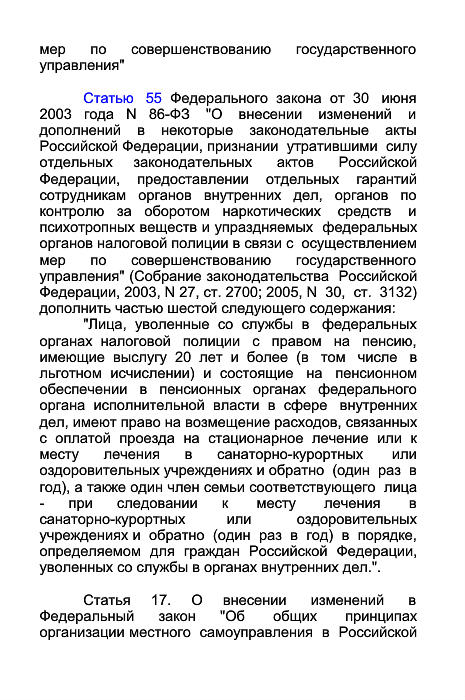 мер по совершенствованию государственного
управления"
Статью 55 Федерального закона от 30 июня
2003 года N 86-ФЗ "О внесении изменений и
дополнений в некоторые законодательные акты
Российской Федерации, признании утратившими силу
отдельных законодательных актов Российской
Федерации, предоставлении отдельных гарантий
сотрудникам органов внутренних дел, органов по
контролю за оборотом наркотических средств и
психотропных веществ и упраздняемых федеральных
органов налоговой полиции в связи с осуществлением
мер по совершенствованию государственного
управления" (Собрание законодательства Российской
Федерации, 2003, N 27, ст. 2700; 2005, N 30, ст. 3132)
дополнить частью шестой следующего содержания:
"Лица, уволенные со службы в федеральных
органах налоговой полиции с правом на пенсию,
имеющие выслугу 20 лет и более (в том числе в
льготном исчислении) и состоящие на пенсионном
обеспечении в пенсионных органах федерального
органа исполнительной власти в сфере внутренних
дел, имеют право на возмещение расходов, связанных
с оплатой проезда на стационарное лечение или к
месту лечения в санаторно-курортных или
оздоровительных учреждениях и обратно (один раз в
год), а также один член семьи соответствующего лица
- при следовании к месту лечения в
санаторно-курортных или оздоровительных
учреждениях и обратно (один раз в год) в порядке,
определяемом для граждан Российской Федерации,
уволенных со службы в органах внутренних дел.".
Статья 17. О внесении изменений в
Федеральный закон "Об общих принципах
организации местного самоуправления в Российской